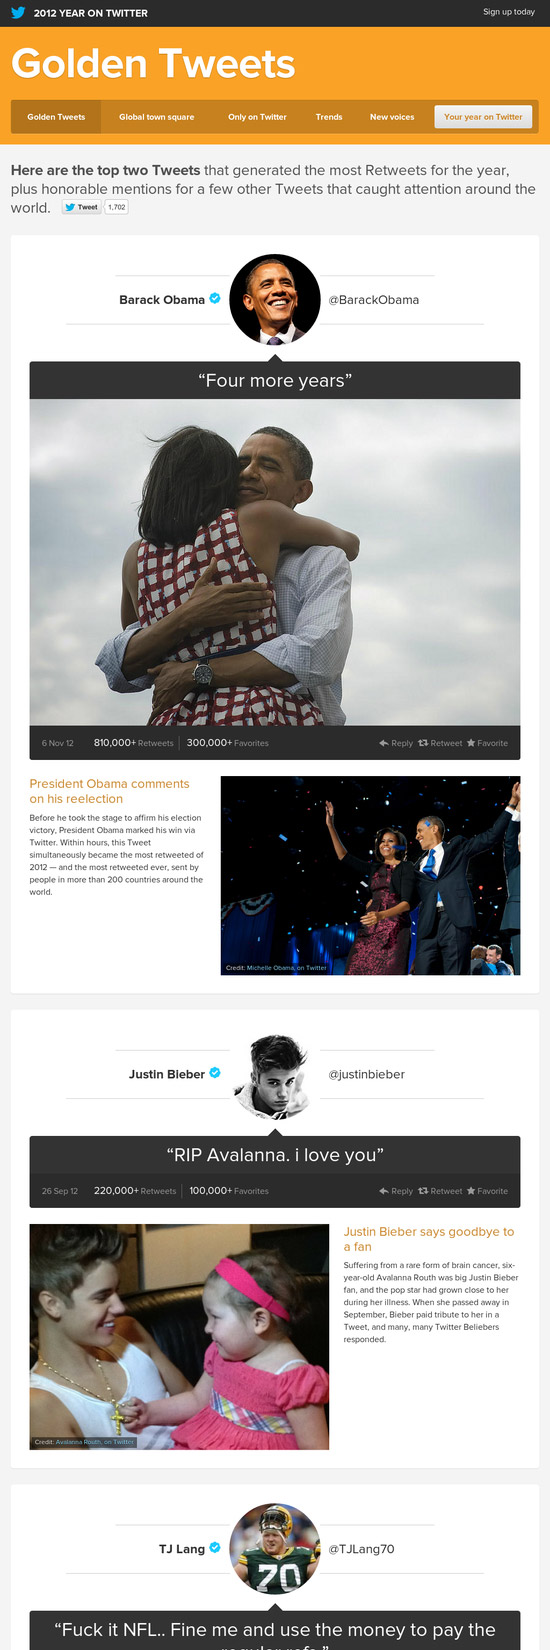 2012 YEAR ON TWITTER
Sign up today
Golden Tweets
Golden Tweets
Global town square
Only on Twitter
Trends
New voices
Your year on Twitter
Here are the top two Tweets that generated the most Retweets for the year,
plus honorable mentions for a few other Tweets that caught attention around the
world.
Tweet
1,702
Barack Obama
@BarackObama
“Four more years”
6 Nov 12
810,000+ Retweets
300,000+ Favorites
Reply
Retweet
Favorite
President Obama comments
on his reelection
Before he took the stage to affirm his election
victory, President Obama marked his win via
Twitter. Within hours, this Tweet
simultaneously became the most retweeted of
2012 — and the most retweeted ever, sent by
people in more than 200 countries around the
world.
Credit: Michelle Obama, on Twitter
Justin Bieber
@justinbieber
“RIP Avalanna. i love you”
26 Sep 12
220,000+ Retweets
100,000+ Favorites
Reply
Retweet
Favorite
Justin Bieber says goodbye to
a fan
Suffering from a rare form of brain cancer, six-
year-old Avalanna Routh was big Justin Bieber
fan, and the pop star had grown close to her
during her illness. When she passed away in
September, Bieber paid tribute to her in a
Tweet, and many, many Twitter Beliebers
responded.
Credit: Avalanna Routh, on Twitter
TJ Lang
@TJLang70
70
“Fuck it NFL.. Fine me and use the money to pay the